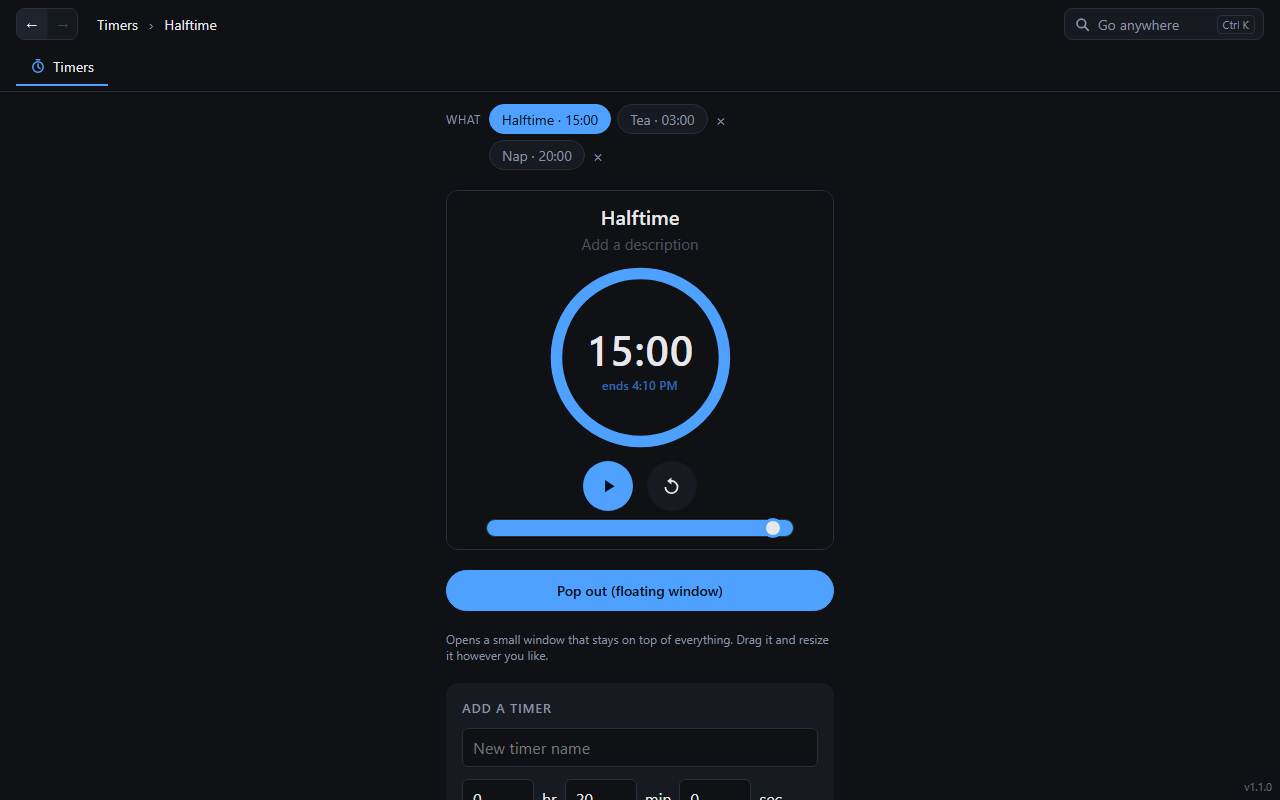 ← → Timers › Halftime
Go anywhere Ctrl K
Timers
WHAT Halftime · 15:00 Tea · 03:00 ×
Nap · 20:00 ×
Halftime
Add a description
15:00
ends 4:10 PM
Pop out (floating window)
Opens a small window that stays on top of everything. Drag it and resize
it however you like.
ADD A TIMER
New timer name
0 hr 20 min 0 sec
v1.1.0